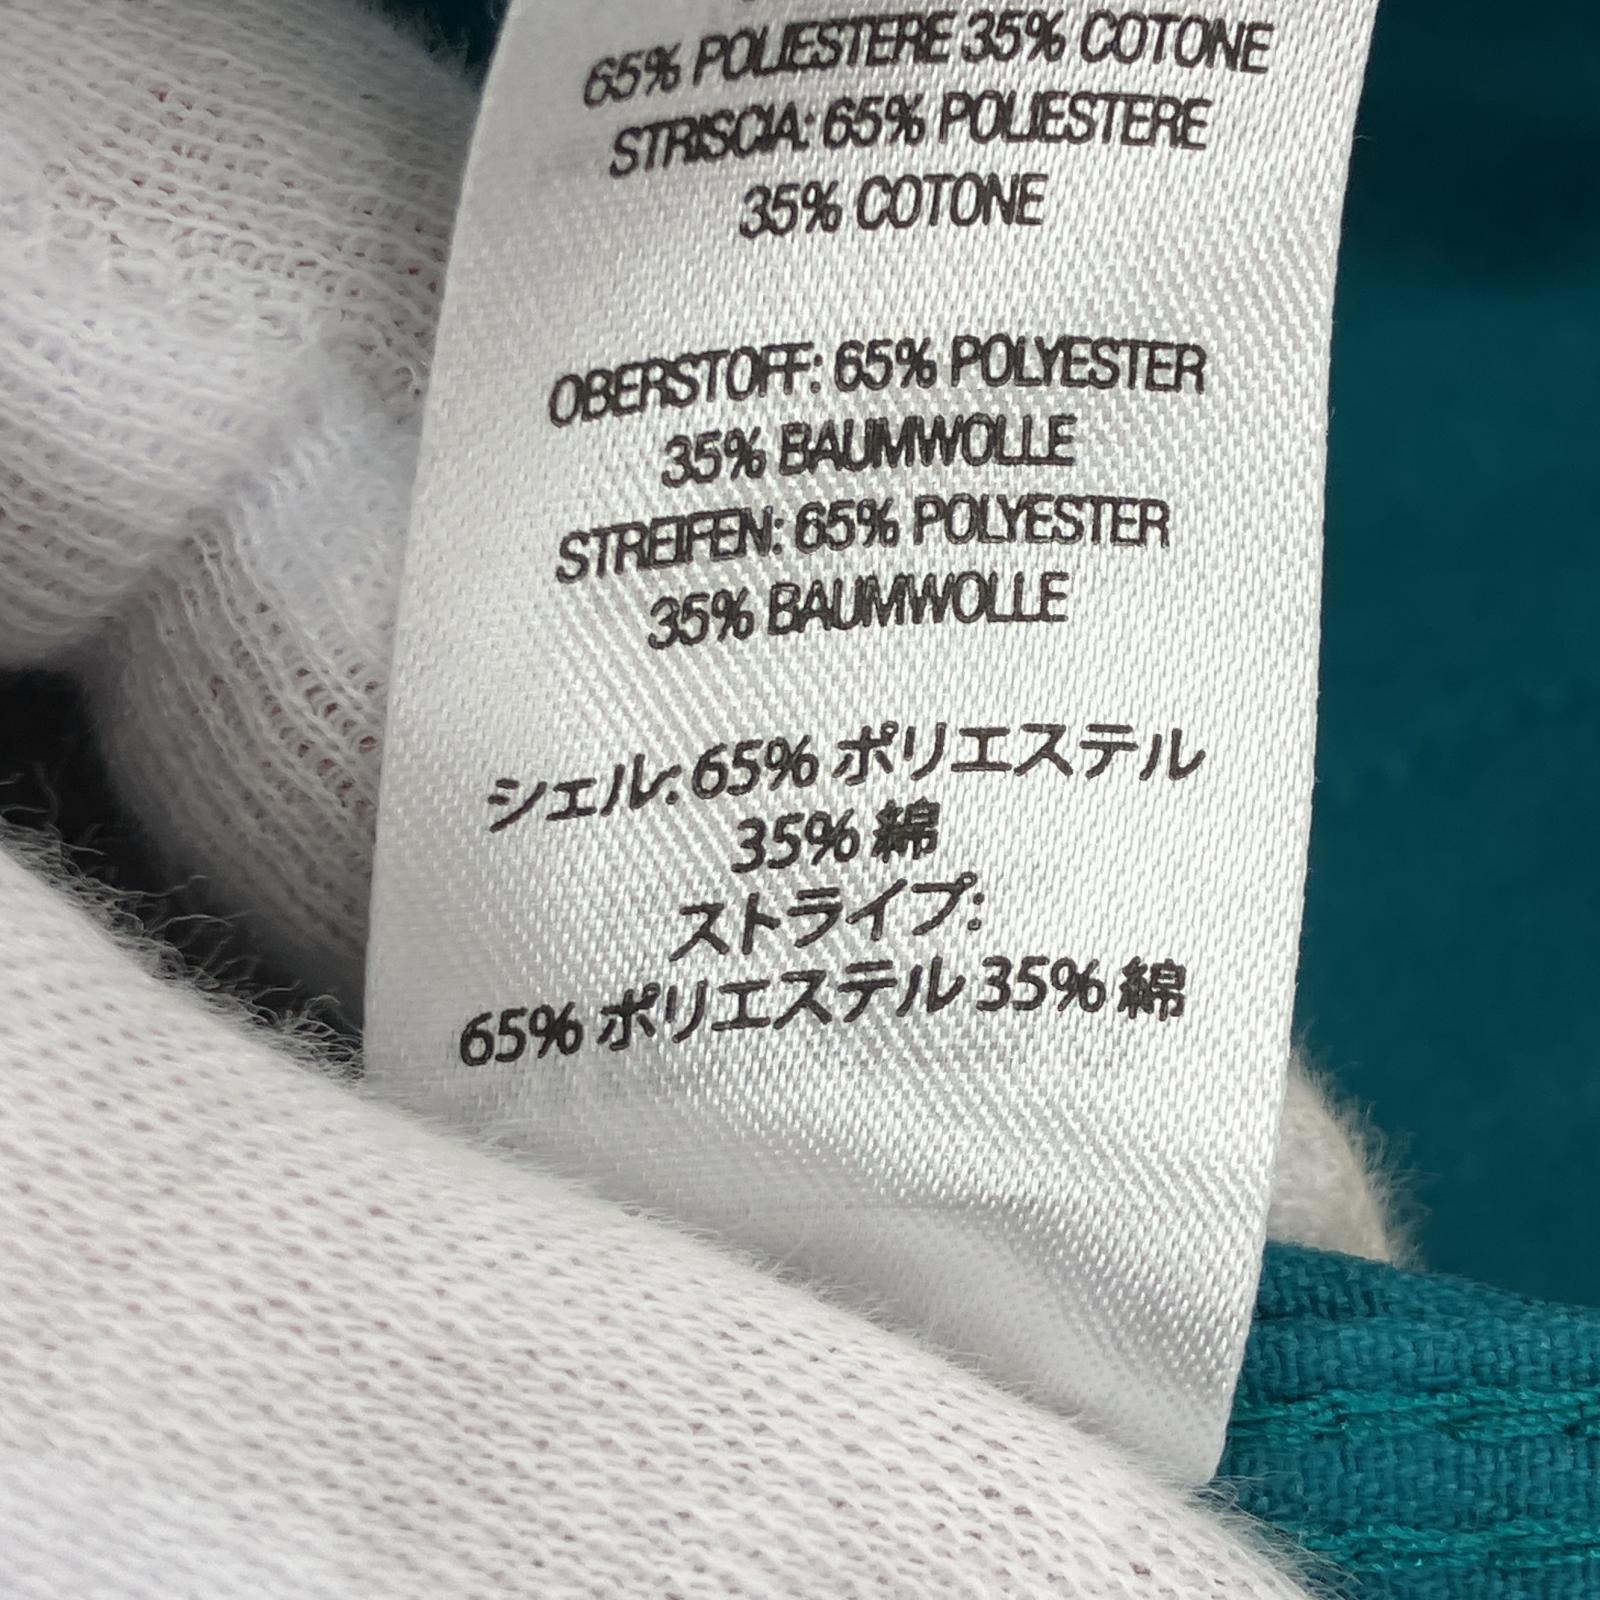 65% POLIESTERE 35% COTONE
STRISCIA: 65% POLIESTERE
35% COTONE
OBERSTOFF: 65% POLYESTER
35% BAUMWOLLE
STREIFEN: 65% POLYESTER
35% BAUMWOLLE
シェル: 65% ポリエステル
35% 綿
ストライプ:
65% ポリエステル 35% 綿